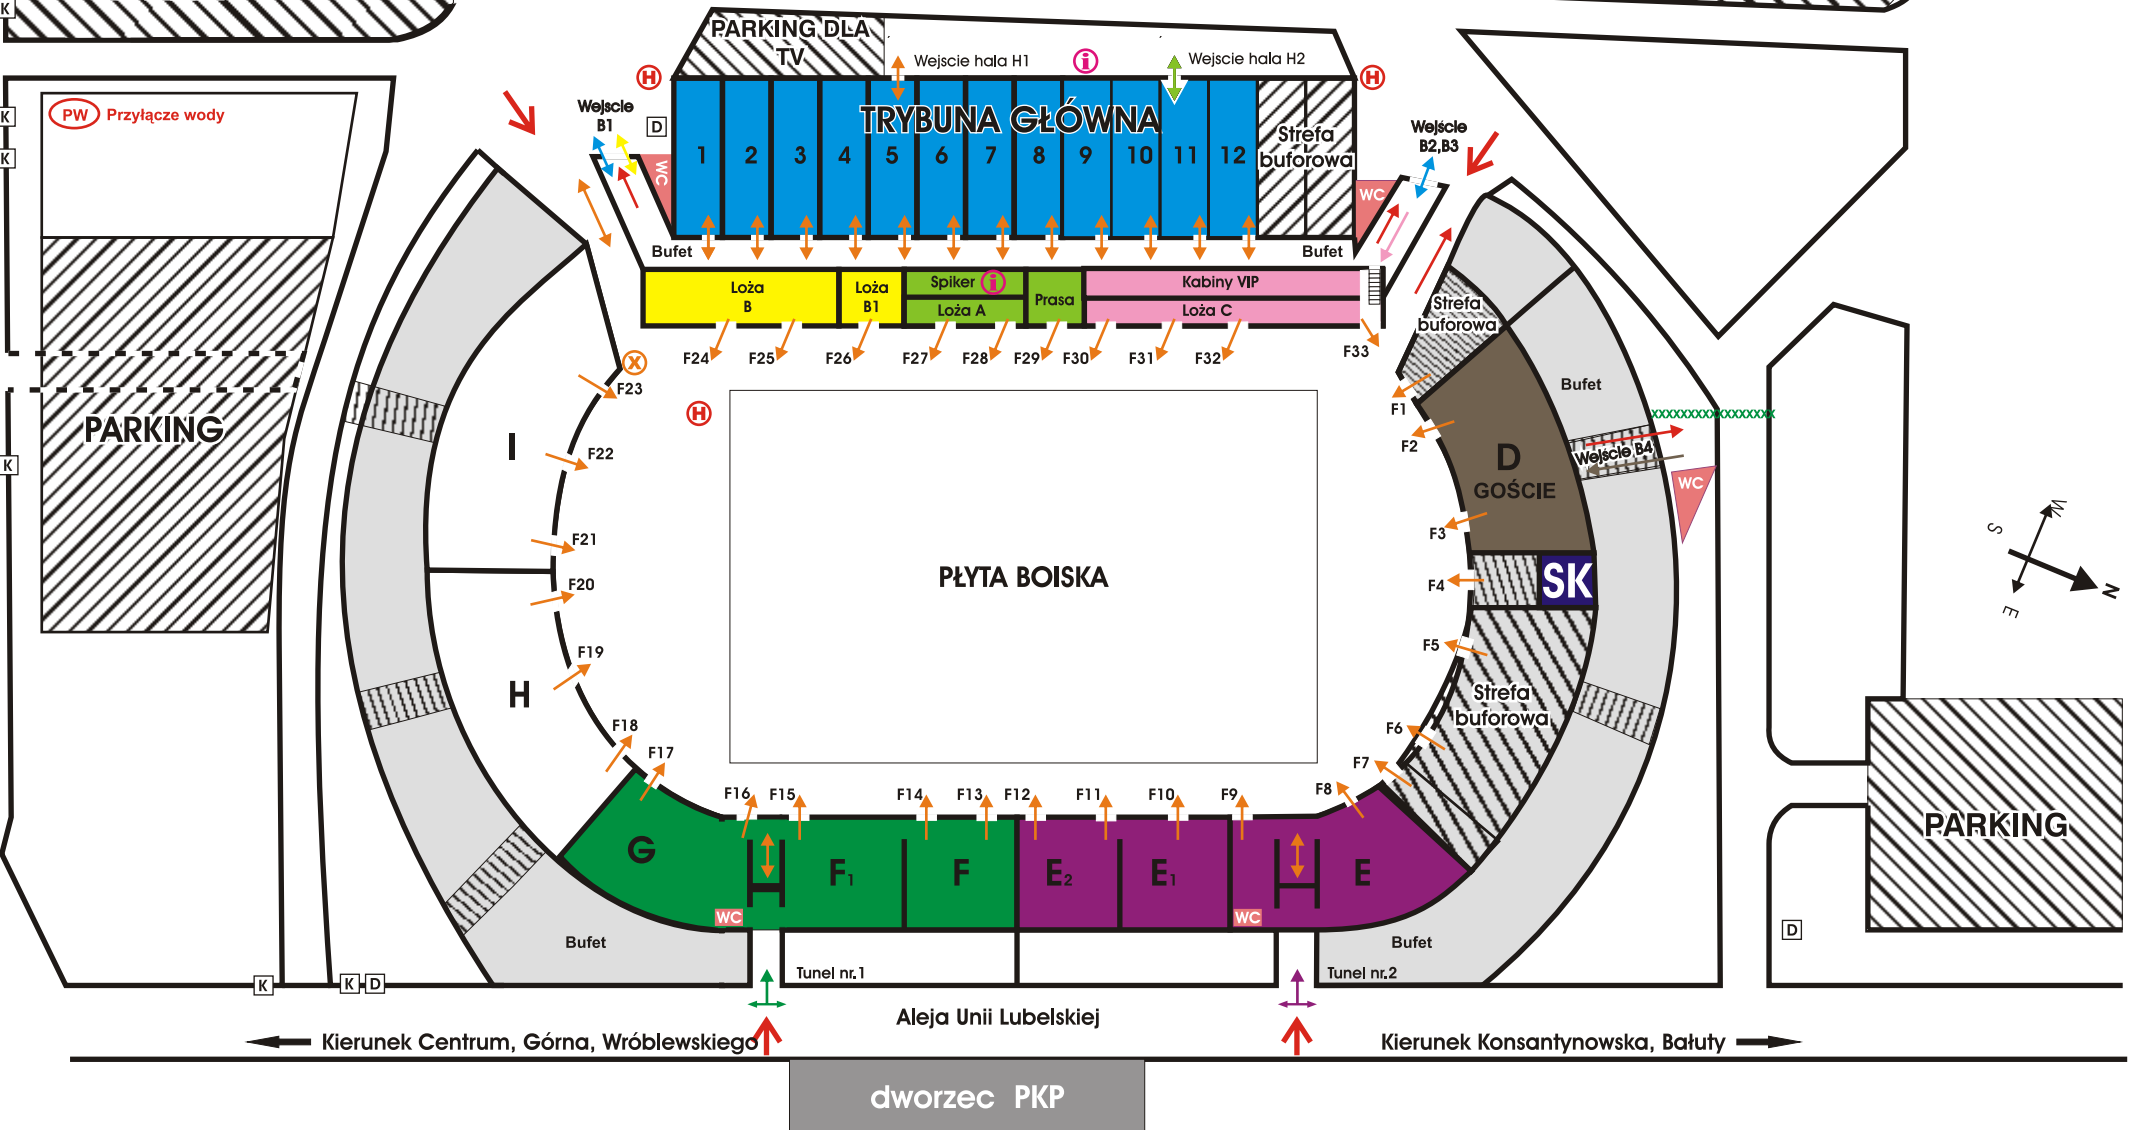 K
PARKING DLA
TV
Wejscie hala H1
i
Wejscie hala H2
H
H
PW Przyłącze wody
K
K
Wejscie
B1
D
WC
TRYBUNA GŁÓWNA
1 2 3 4 5 6 7 8 9 10 11 12
Strefa
buforowa
Wejście
B2,B3
WC
Bufet
Bufet
Loża
B
Loża
B1
Spiker i
Loża A
Prasa
Kabiny VIP
Loża C
F24 F25 F26 F27 F28 F29 F30 F31 F32 F33
Strefa
buforowa
X
F23
H
F1
F2
Bufet
xxxxxxxxxxxxxxxxxx
PARKING
K
I
F22
D
GOŚCIE
Wejście B4
WC
F21
F20
F3
F4
SK
W
S
N
E
PŁYTA BOISKA
F19
H
F18
F17
F5
Strefa
buforowa
F6
F7
F8
F16 F15 F14 F13 F12 F11 F10 F9
G
F1
F
E2
E1
E
PARKING
WC
WC
Bufet
Bufet
D
Tunel nr.1
Tunel nr.2
K
K D
Aleja Unii Lubelskiej
Kierunek Centrum, Górna, Wróblewskiego
Kierunek Konsantynowska, Bałuty
dworzec PKP